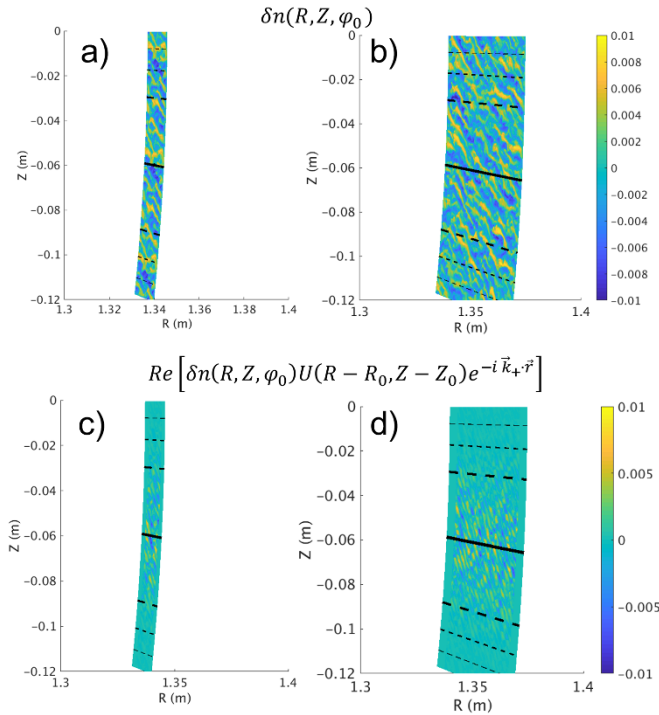 δn(R, Z, φ₀)
a)
b)
0
−0.02
−0.04
−0.06
−0.08
−0.1
−0.12
Z (m)
1.3 1.32 1.34 1.36 1.38 1.4
R (m)
0
−0.02
−0.04
−0.06
−0.08
−0.1
−0.12
Z (m)
1.3 1.35 1.4
R (m)
0.01
0.008
0.006
0.004
0.002
0
−0.002
−0.004
−0.006
−0.008
−0.01
Re[δn(R, Z, φ₀)U(R − R₀, Z − Z₀)e^{−i k⃗₊·r⃗}]
c)
d)
0
−0.02
−0.04
−0.06
−0.08
−0.1
−0.12
Z (m)
1.3 1.35 1.4
R (m)
0
−0.02
−0.04
−0.06
−0.08
−0.1
−0.12
Z (m)
1.3 1.35 1.4
R (m)
0.01
0.005
0
−0.005
−0.01